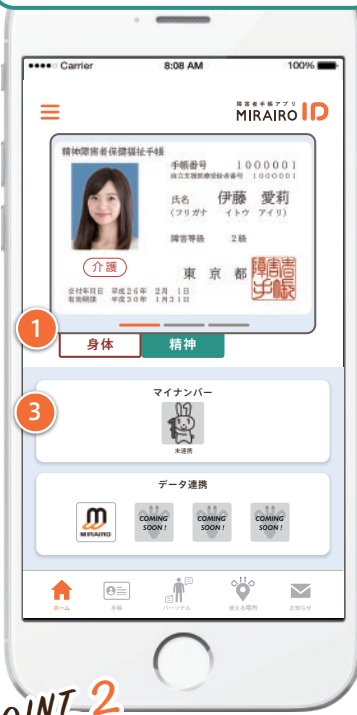 Carrier 8:08 AM 100%
障害者手帳アプリ
MIRAIRO ID
精神障害者保健福祉手帳
手帳番号 1000001
自立支援医療受給者番号 1000001
氏名 伊藤 愛莉
(フリガナ イトウ アイリ)
障害等級 2級
介護
東京都
障害者手帳
交付年月日 平成26年 2月 1日
有効期限 平成30年 1月31日
1
身体 精神
3
マイナンバー
未連携
データ連携
MIRAIRO
COMING SOON!
COMING SOON!
COMING SOON!
ホーム 手帳 パーソナル 使える場所 お知らせ
OINT 2